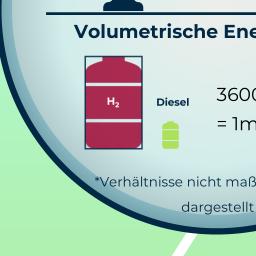 Volumetrische Ene
H₂
Diesel
3600
= 1m
*Verhältnisse nicht maß
dargestellt